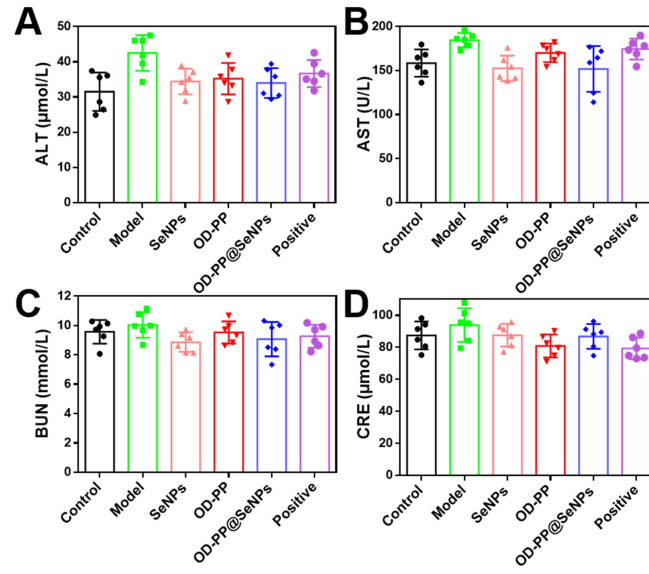 A
ALT (μmol/L)
50
40
30
20
10
0
Control
Model
SeNPs
OD-PP
OD-PP@SeNPs
Positive
B
AST (U/L)
200
150
100
50
0
Control
Model
SeNPs
OD-PP
OD-PP@SeNPs
Positive
C
BUN (mmol/L)
12
10
8
6
4
2
0
Control
Model
SeNPs
OD-PP
OD-PP@SeNPs
Positive
D
CRE (μmol/L)
100
80
60
40
20
0
Control
Model
SeNPs
OD-PP
OD-PP@SeNPs
Positive